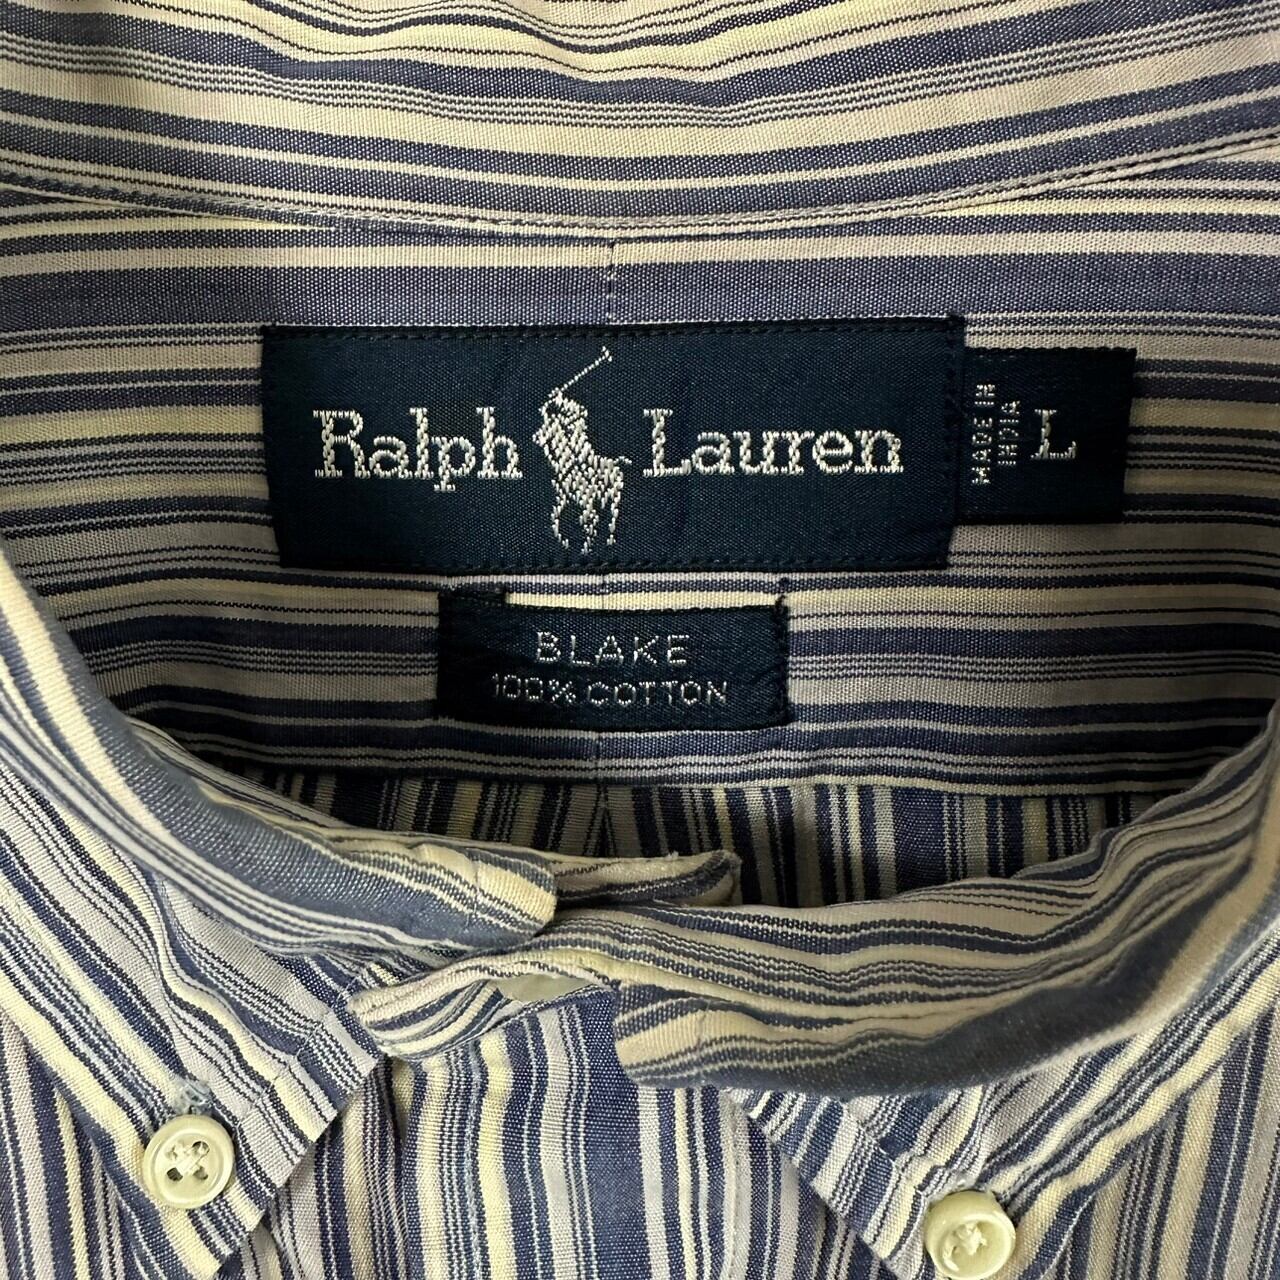 Ralph Lauren
MADE IN
INDIA
L
BLAKE
100% COTTON